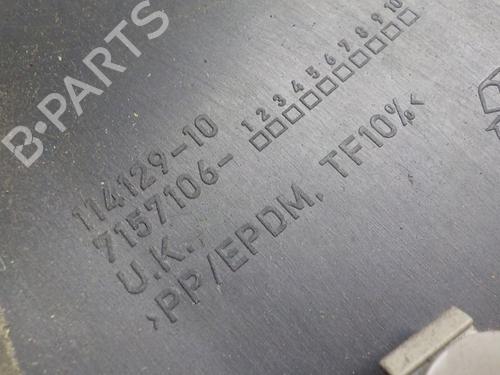 B-PARTS
1 2 3 4 5 6 7 8 9 10
114129-10
7157106-
U.K.,
>PP/EPDM, TF10%<